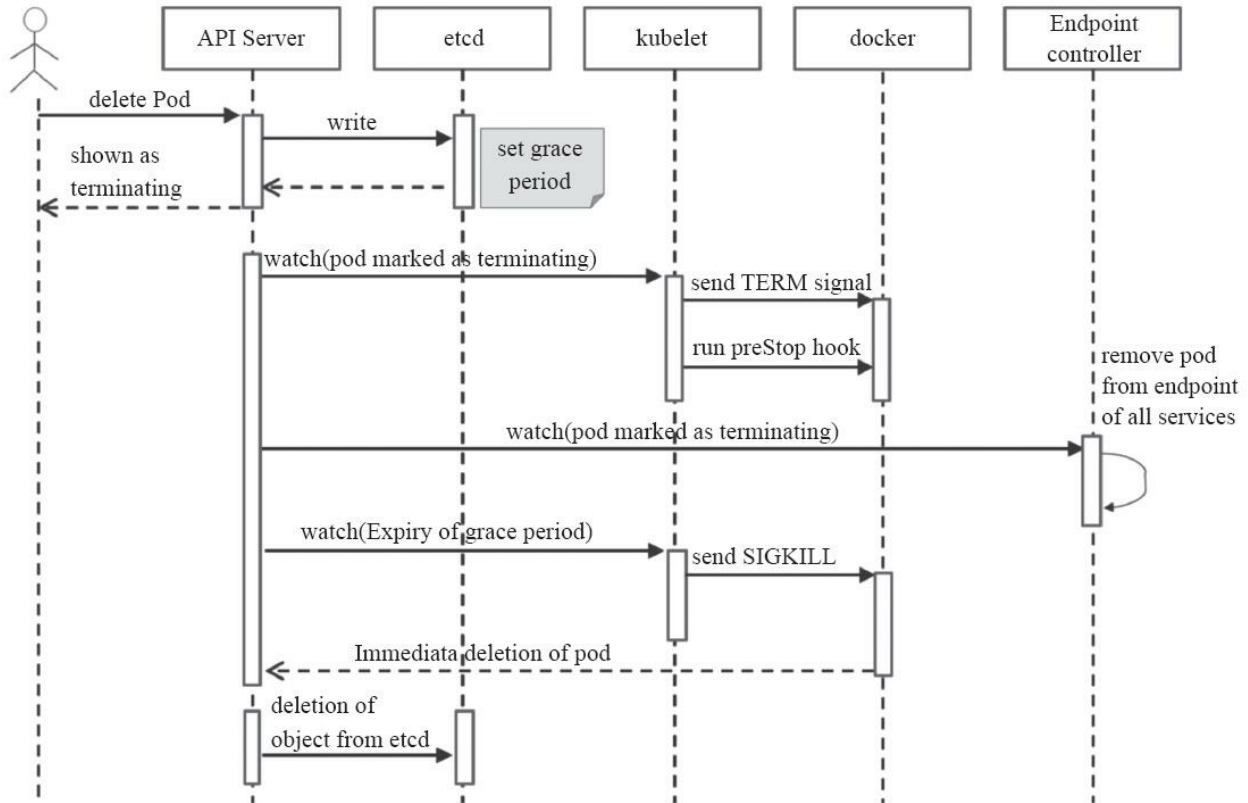 API Server
etcd
kubelet
docker
Endpoint
controller
delete Pod
write
set grace
period
shown as
terminating
watch(pod marked as terminating)
send TERM signal
run preStop hook
remove pod
from endpoint
of all services
watch(pod marked as terminating)
watch(Expiry of grace period)
send SIGKILL
Immediata deletion of pod
deletion of
object from etcd